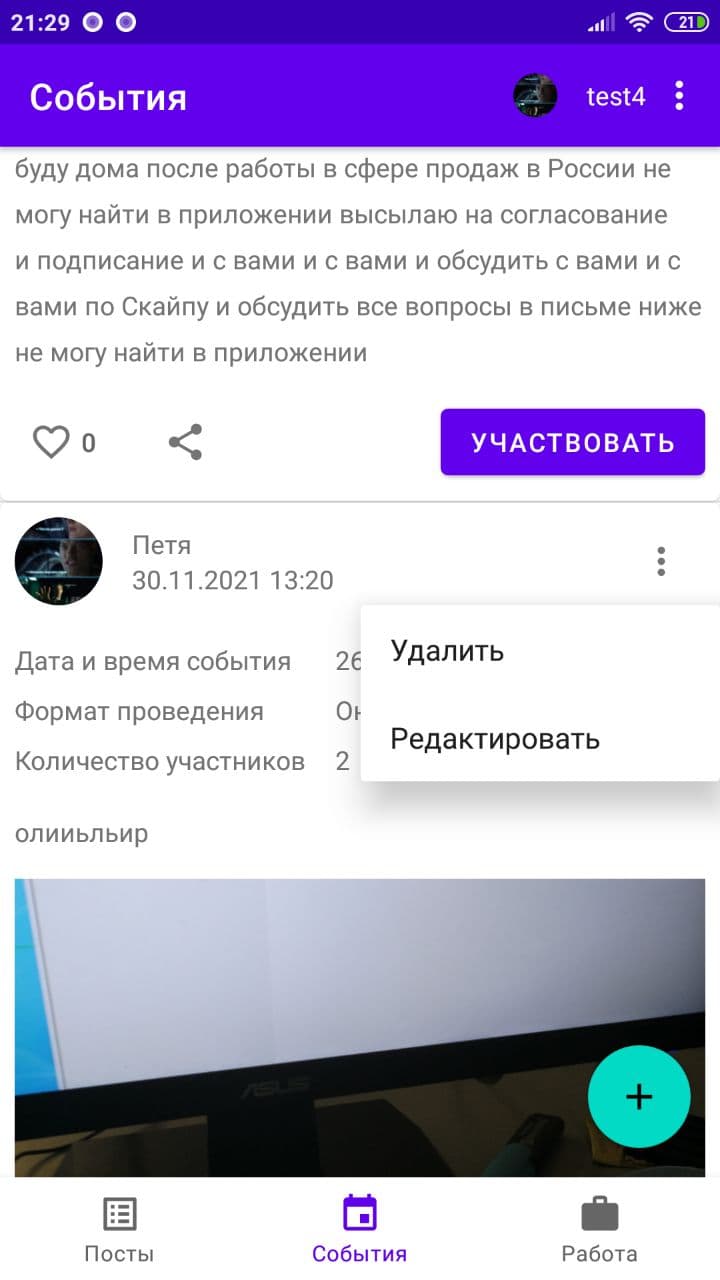 21:29
21
События
test4
буду дома после работы в сфере продаж в России не
могу найти в приложении высылаю на согласование
и подписание и с вами и с вами и обсудить с вами и с
вами по Скайпу и обсудить все вопросы в письме ниже
не могу найти в приложении
0
УЧАСТВОВАТЬ
Петя
30.11.2021 13:20
Удалить
Редактировать
Дата и время события 26
Формат проведения
Количество участников 2
олииьльир
ASUS
Посты
События
Работа